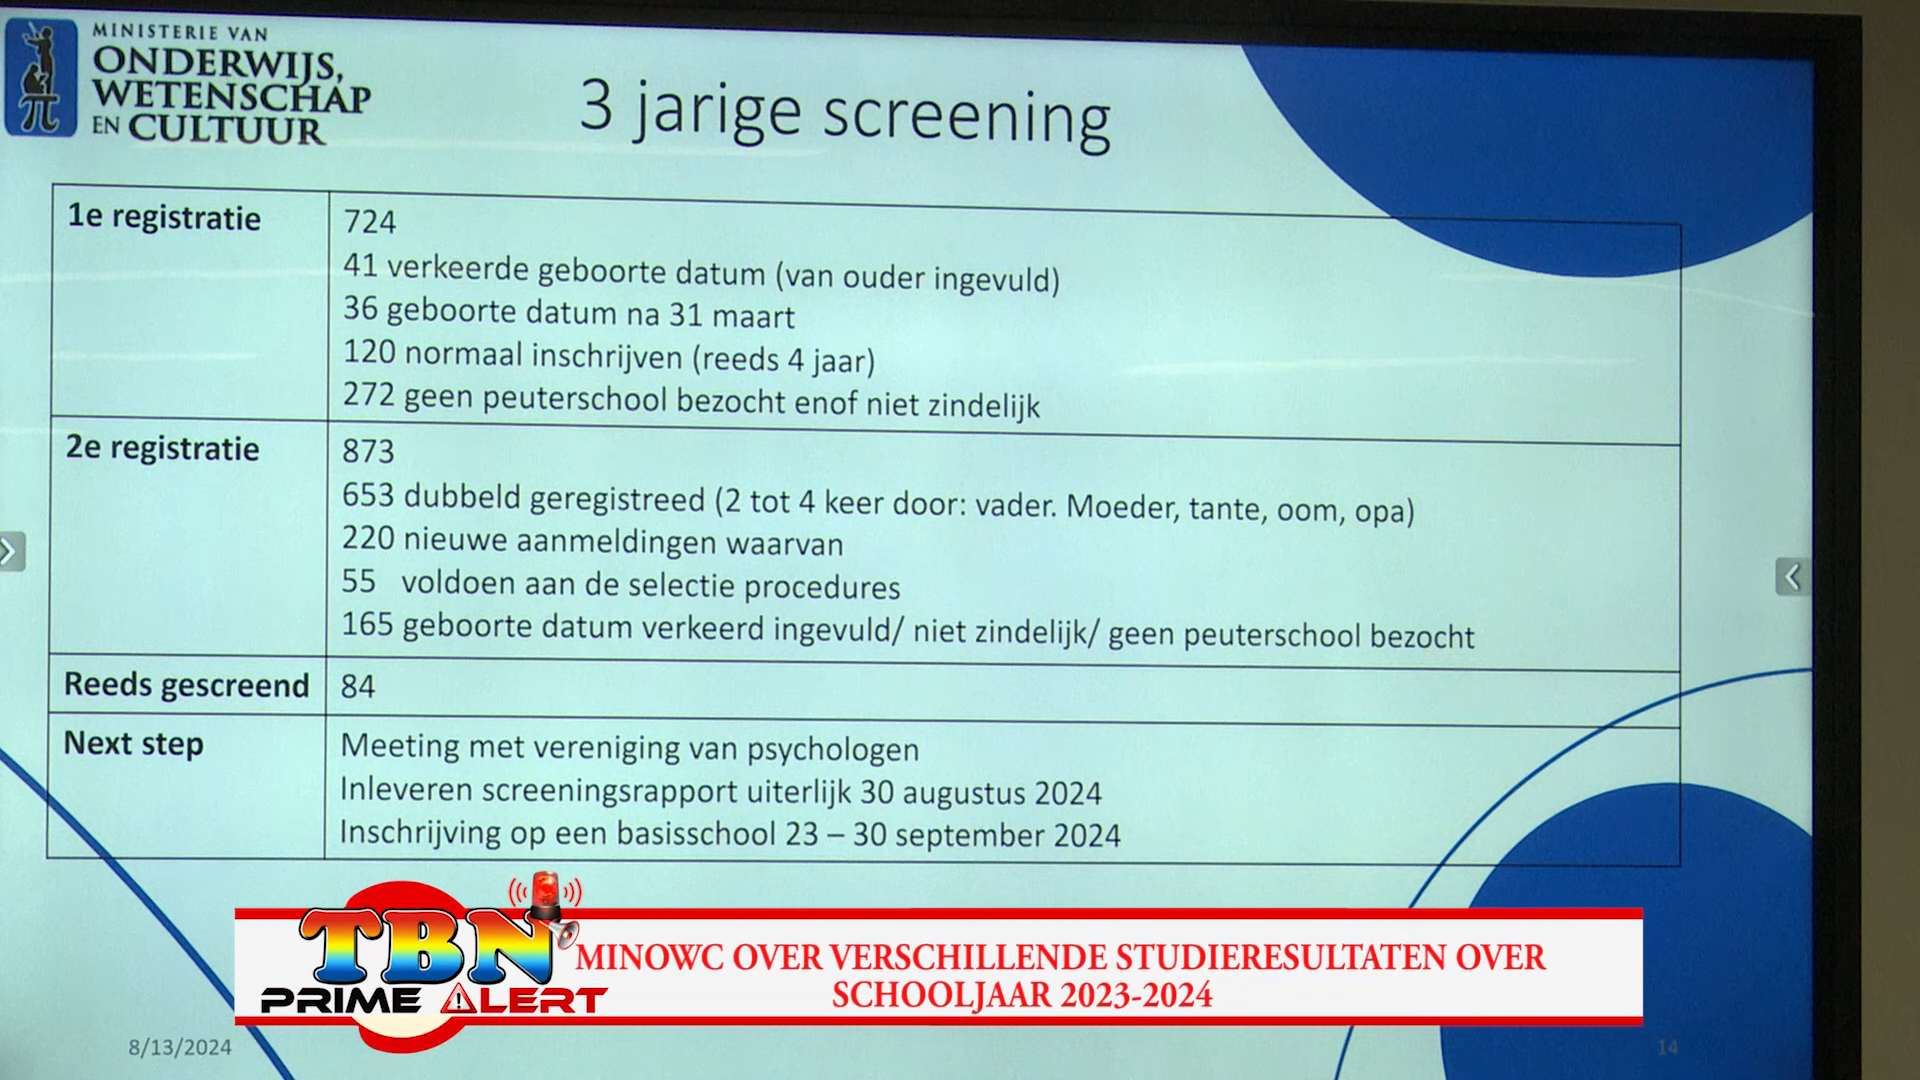 MINISTERIE VAN
ONDERWIJS,
WETENSCHAP
EN CULTUUR
3 jarige screening
1e registratie
724
41 verkeerde geboorte datum (van ouder ingevuld)
36 geboorte datum na 31 maart
120 normaal inschrijven (reeds 4 jaar)
272 geen peuterschool bezocht enof niet zindelijk
2e registratie
873
653 dubbeld geregistreed (2 tot 4 keer door: vader. Moeder, tante, oom, opa)
220 nieuwe aanmeldingen waarvan
55 voldoen aan de selectie procedures
165 geboorte datum verkeerd ingevuld/ niet zindelijk/ geen peuterschool bezocht
Reeds gescreend
84
Next step
Meeting met vereniging van psychologen
Inleveren screeningsrapport uiterlijk 30 augustus 2024
Inschrijving op een basisschool 23 – 30 september 2024
TBN
PRIME ALERT
MINOWC OVER VERSCHILLENDE STUDIERESULTATEN OVER
SCHOOLJAAR 2023-2024
8/13/2024
14